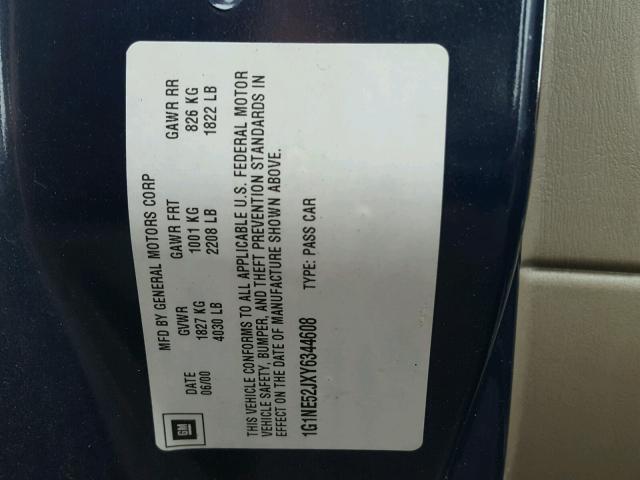 GM
MFD BY GENERAL MOTORS CORP
DATE GVWR GAWR FRT GAWR RR
06/00 1827 KG 1001 KG 826 KG
4030 LB 2208 LB 1822 LB
THIS VEHICLE CONFORMS TO ALL APPLICABLE U.S. FEDERAL MOTOR
VEHICLE SAFETY, BUMPER, AND THEFT PREVENTION STANDARDS IN
EFFECT ON THE DATE OF MANUFACTURE SHOWN ABOVE.
1G1NE52JXY6344608 TYPE: PASS CAR